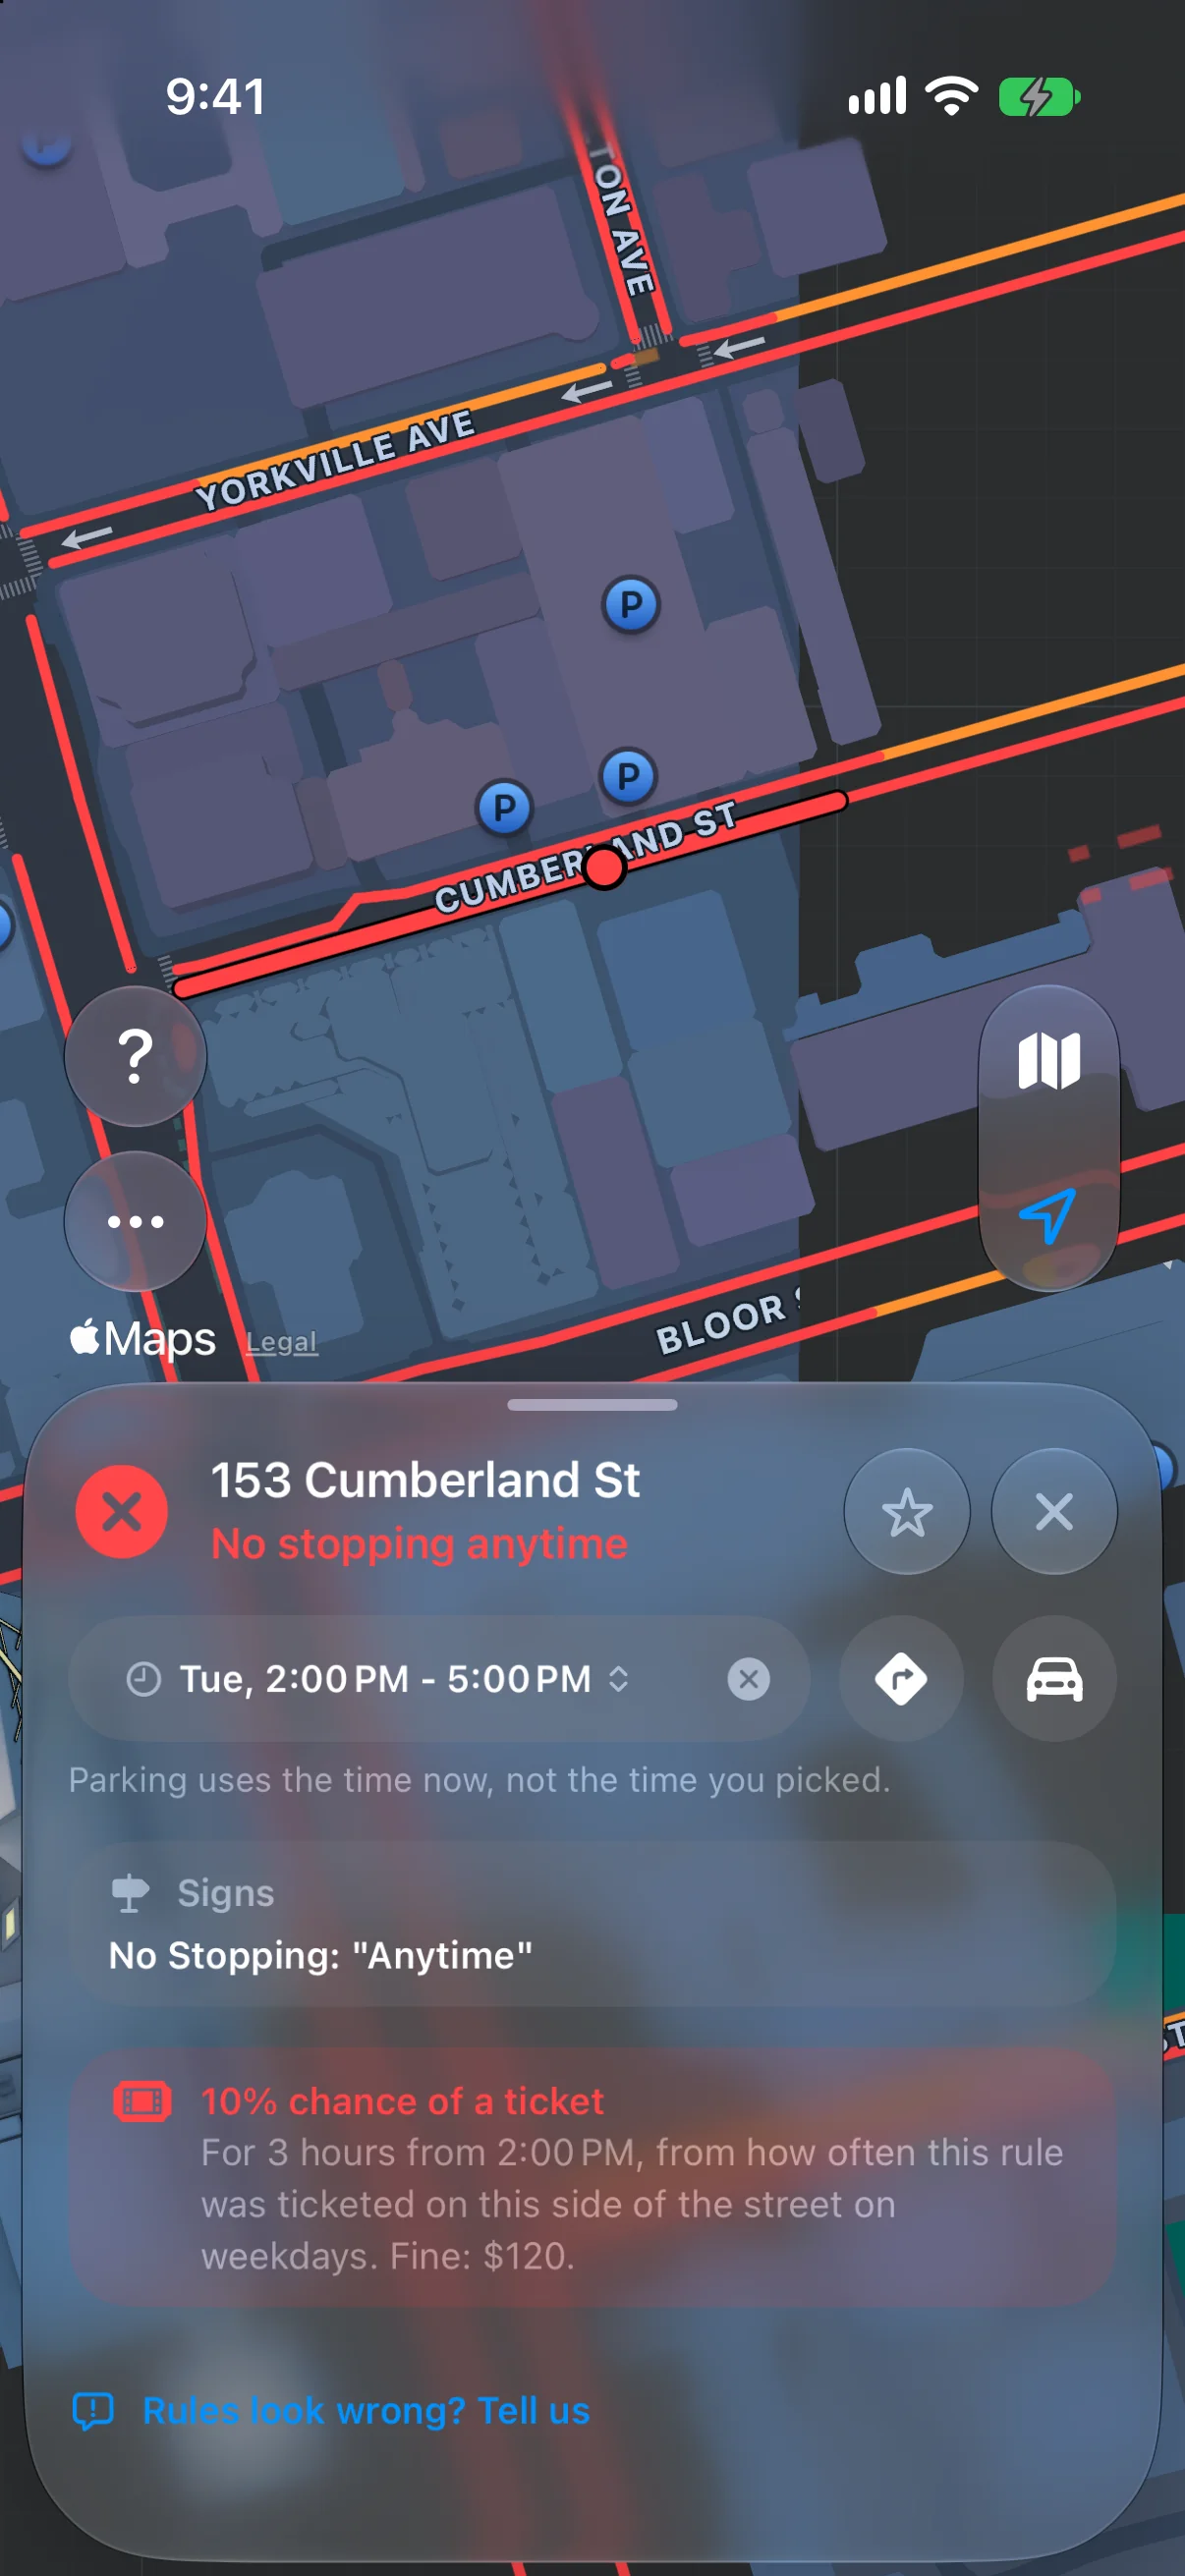 9:41
P
TON AVE
YORKVILLE AVE
P
P
P
CUMBERLAND ST
?
Maps Legal
BLOOR
153 Cumberland St
No stopping anytime
Tue, 2:00 PM - 5:00 PM
Parking uses the time now, not the time you picked.
Signs
No Stopping: "Anytime"
ST
10% chance of a ticket
For 3 hours from 2:00 PM, from how often this rule
was ticketed on this side of the street on
weekdays. Fine: $120.
Rules look wrong? Tell us